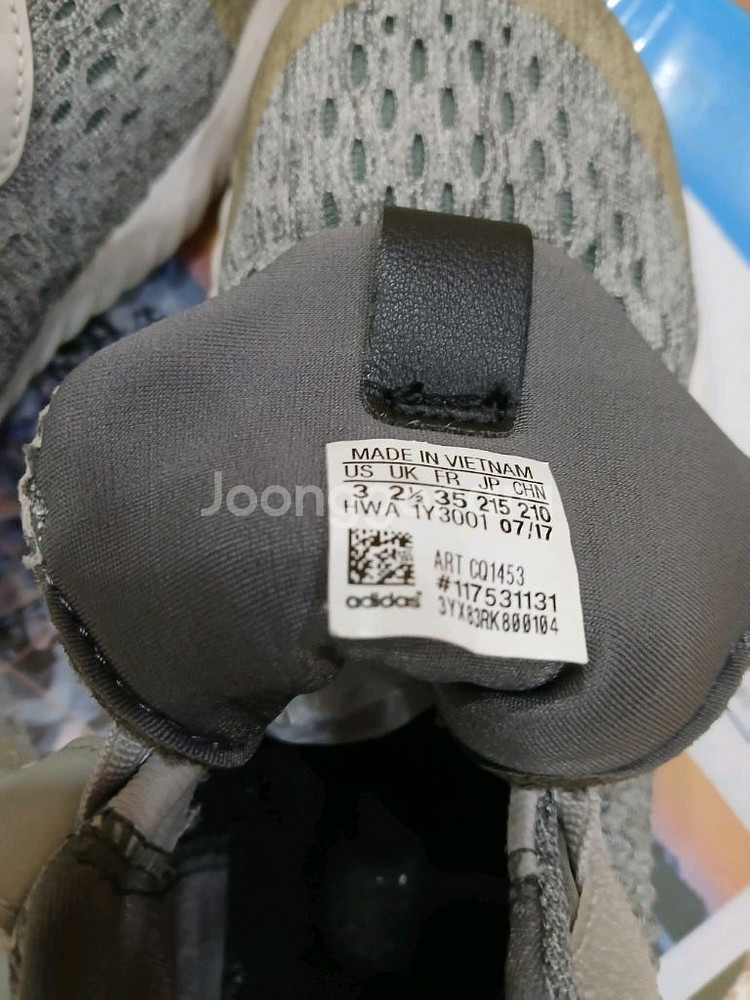 MADE IN VIETNAM
US UK FR JP CHN
3 2½ 35 215 210
HWA 1Y3001 07/17
ART CQ1453
#117531131
adidas
3YX83RK800104